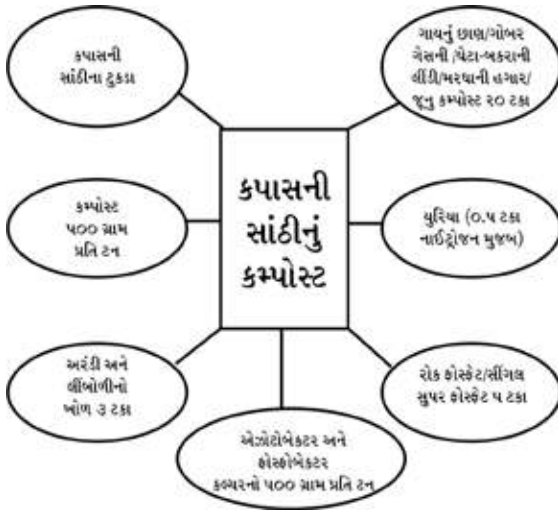 કપાસની
સાંઠીના ટુકડા
ગાયનું છાણ/ગોબર
ગેસની /ઘેટા-બકરાની
લીંડી/મરઘાની હગાર/
જૂનુ કમ્પોસ્ટ ૨૦ ટકા
કપાસની
સાંઠીનું
કમ્પોસ્ટ
કમ્પોસ્ટ
૫૦૦ ગ્રામ
પ્રતિ ટન
યુરિયા (૦.૫ ટકા
નાઈટ્રોજન મુજબ)
અરંડી અને
લીંબોળીનો
ખોળ ૩ ટકા
રોક ફોસ્ફેટ/સીંગલ
સુપર ફોસ્ફેટ ૫ ટકા
એઝોટોબેક્ટર અને
ફોસ્ફોબેક્ટર
કલ્ચરનો ૫૦૦ ગ્રામ પ્રતિ ટન